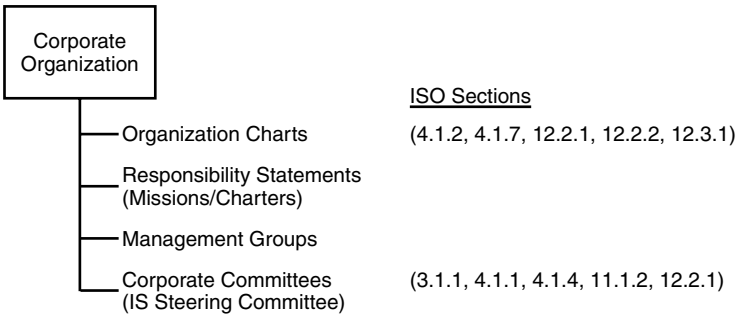 Corporate
Organization
ISO Sections
Organization Charts (4.1.2, 4.1.7, 12.2.1, 12.2.2, 12.3.1)
Responsibility Statements
(Missions/Charters)
Management Groups
Corporate Committees (3.1.1, 4.1.1, 4.1.4, 11.1.2, 12.2.1)
(IS Steering Committee)